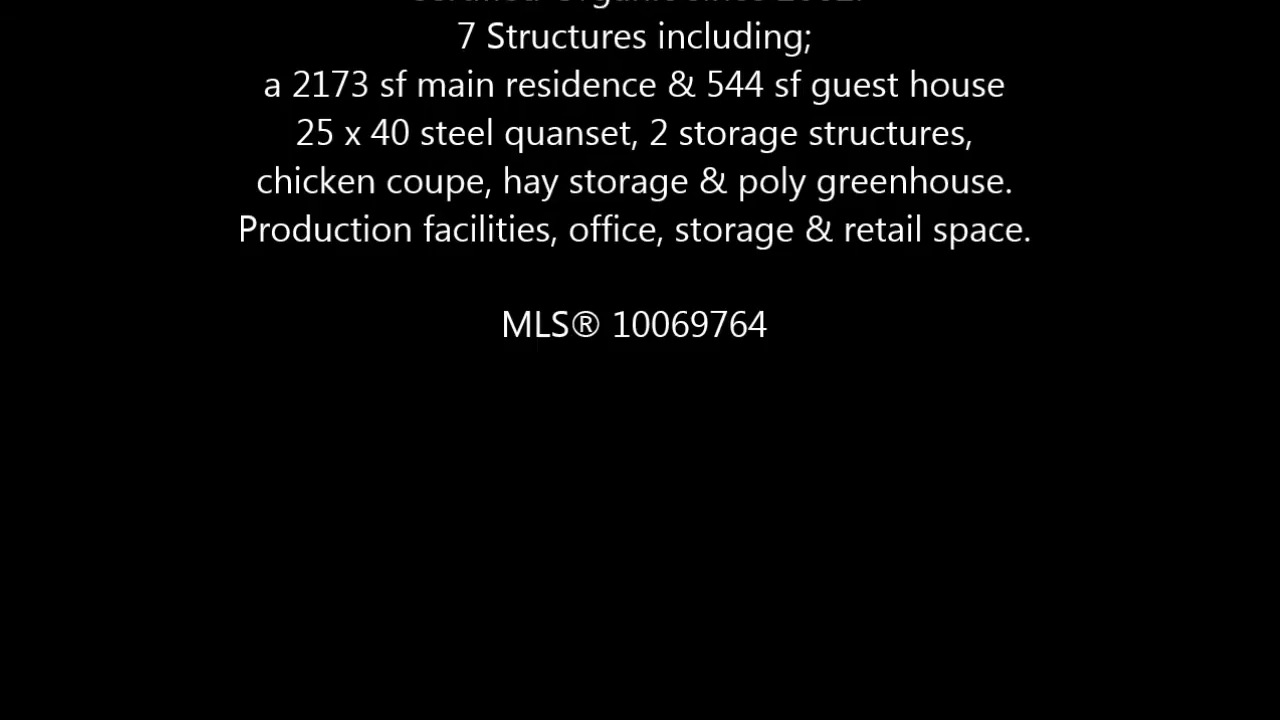 7 Structures including;
a 2173 sf main residence & 544 sf guest house
25 x 40 steel quanset, 2 storage structures,
chicken coupe, hay storage & poly greenhouse.
Production facilities, office, storage & retail space.
MLS® 10069764